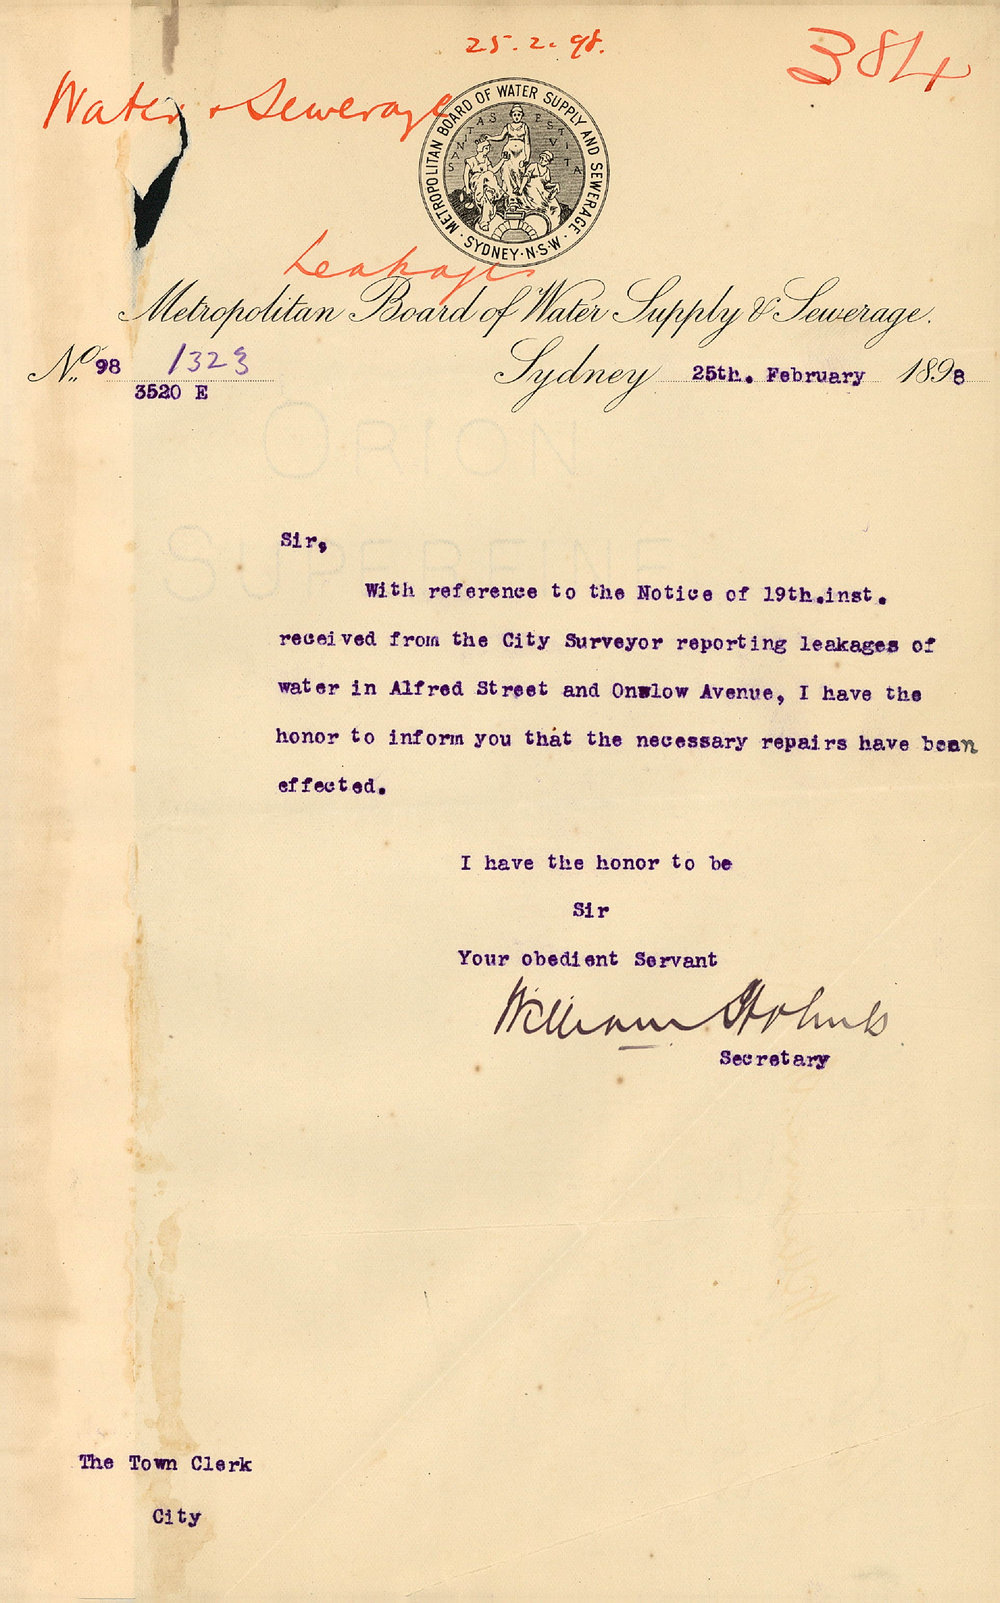 25.2.98.
384
Water & Sewerage
METROPOLITAN BOARD OF WATER SUPPLY AND SEWERAGE
SANITAS EST VITA
· SYDNEY · N · S · W ·
Leakages
Metropolitan Board of Water Supply & Sewerage.
No. 98 1323
3520 E
Sydney 25th. February 1898
ORION
SUPERFINE
Sir,
With reference to the Notice of 19th.inst.
received from the City Surveyor reporting leakages of
water in Alfred Street and Onslow Avenue, I have the
honor to inform you that the necessary repairs have been
effected.
I have the honor to be
Sir
Your obedient Servant
William Holmes
Secretary
The Town Clerk
City